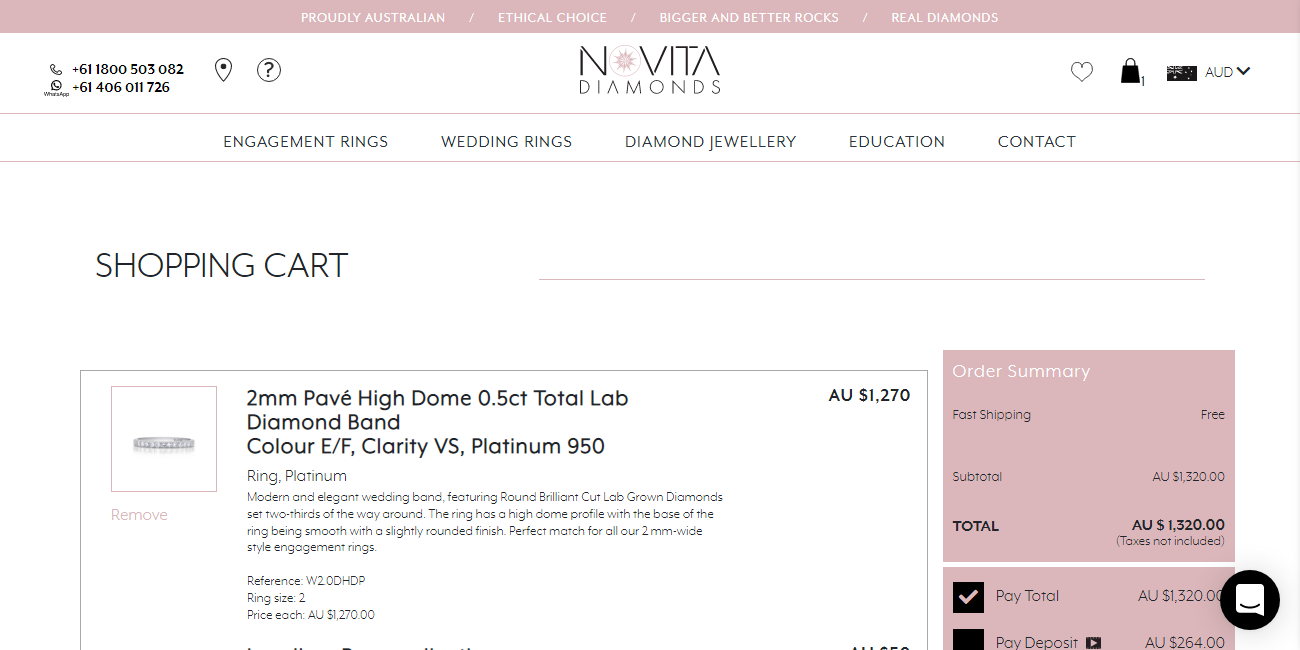 PROUDLY AUSTRALIAN / ETHICAL CHOICE / BIGGER AND BETTER ROCKS / REAL DIAMONDS
+61 1800 503 082
WhatsApp +61 406 011 726
?
NOVITA
DIAMONDS
1
AUD
ENGAGEMENT RINGS WEDDING RINGS DIAMOND JEWELLERY EDUCATION CONTACT
SHOPPING CART
2mm Pavé High Dome 0.5ct Total Lab
Diamond Band
Colour E/F, Clarity VS, Platinum 950
AU $1,270
Ring, Platinum
Modern and elegant wedding band, featuring Round Brilliant Cut Lab Grown Diamonds
set two-thirds of the way around. The ring has a high dome profile with the base of the
ring being smooth with a slightly rounded finish. Perfect match for all our 2 mm-wide
style engagement rings.
Remove
Reference: W2.0DHDP
Ring size: 2
Price each: AU $1,270.00
AU $50
Order Summary
Fast Shipping Free
Subtotal AU $1,320.00
TOTAL AU $ 1,320.00
(Taxes not included)
Pay Total AU $1,320.00
Pay Deposit AU $264.00